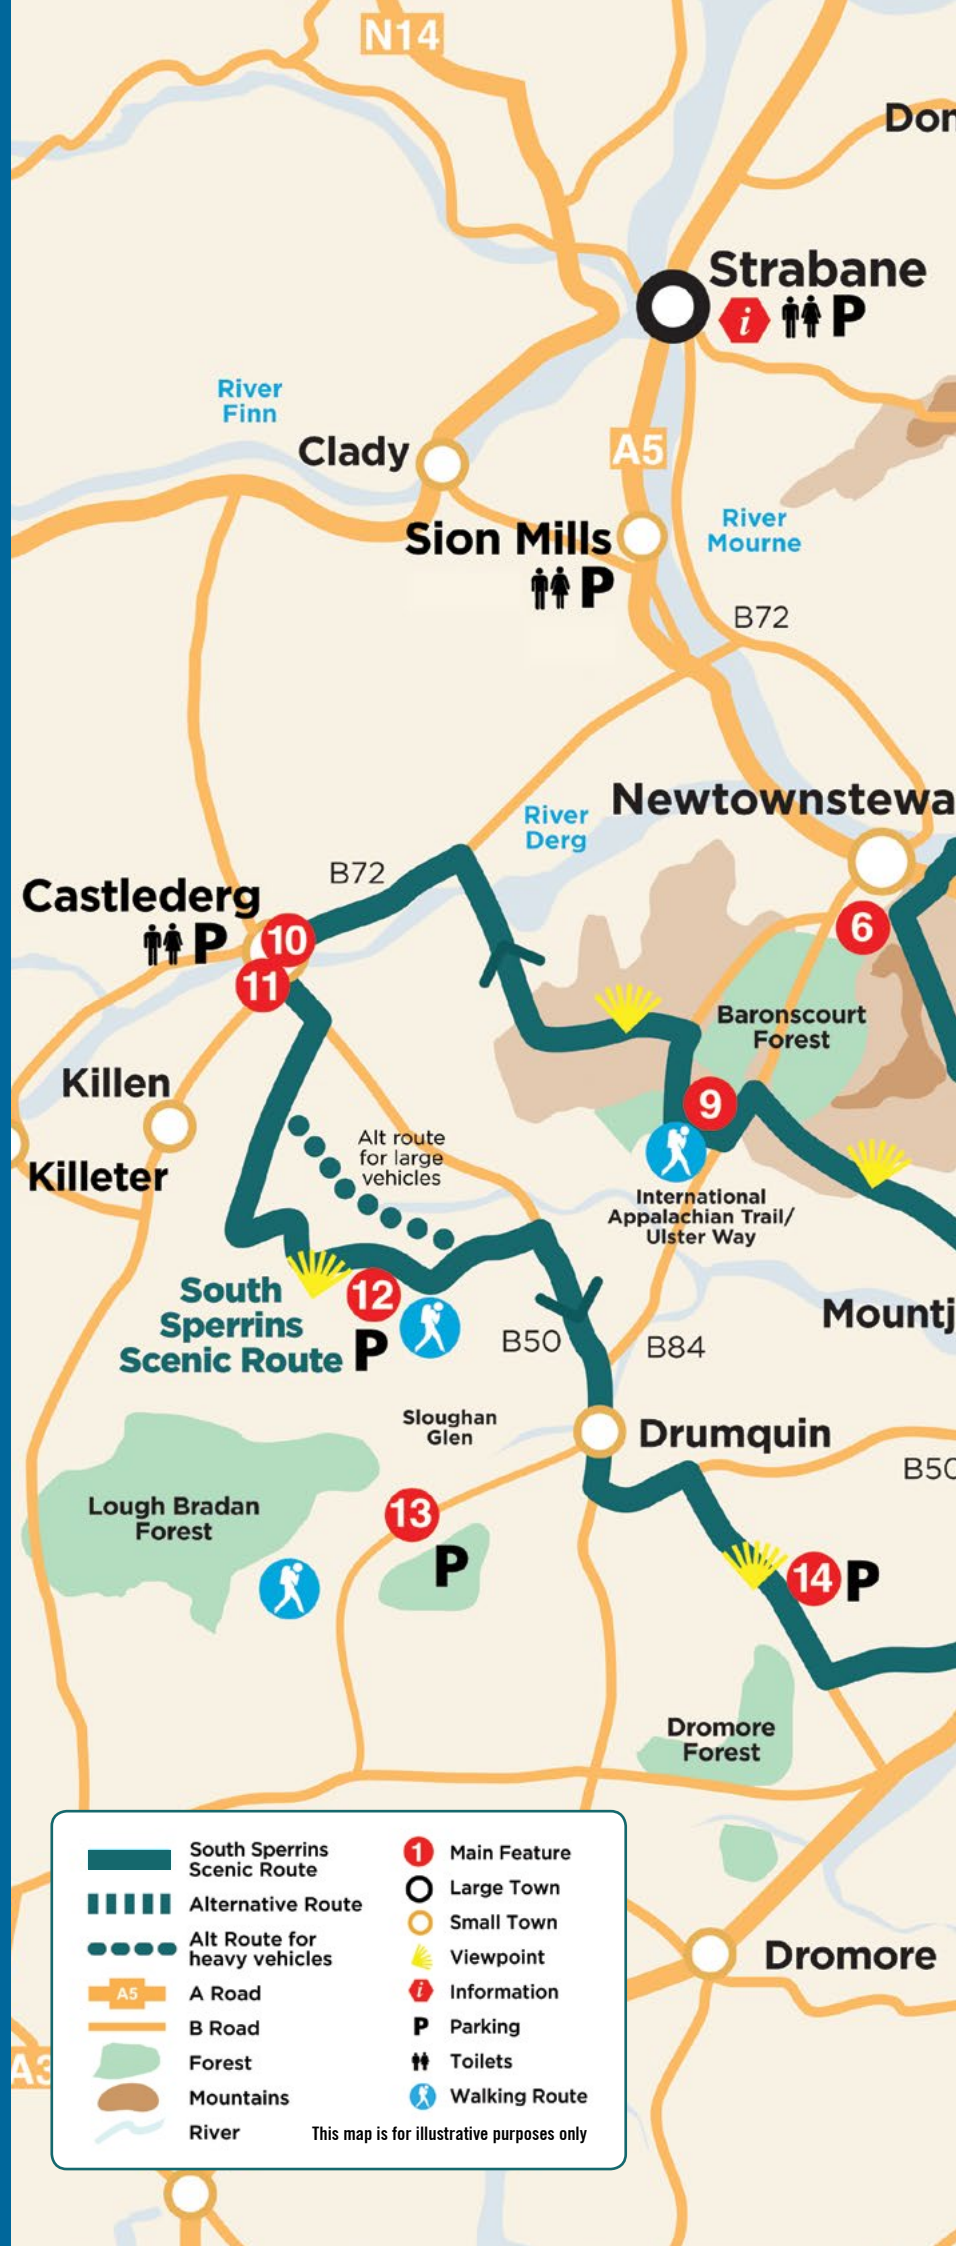 N14
Don
Strabane
i P
River
Finn
Clady
A5
Sion Mills
P
River
Mourne
B72
Newtownstewa
River
Derg
B72
Castlederg
P
10
11
6
Baronscourt
Forest
Killen
9
Alt route
for large
vehicles
Killeter
International
Appalachian Trail/
Ulster Way
South
Sperrins
Scenic Route
12
P
Mountj
B50
B84
Sloughan
Glen
Drumquin
B50
Lough Bradan
Forest
13
P
14 P
Dromore
Forest
South Sperrins
Scenic Route
Alternative Route
Alt Route for
heavy vehicles
A5
A Road
B Road
Forest
Mountains
River
1 Main Feature
Large Town
Small Town
Viewpoint
i Information
P Parking
Toilets
Walking Route
This map is for illustrative purposes only
Dromore
A3